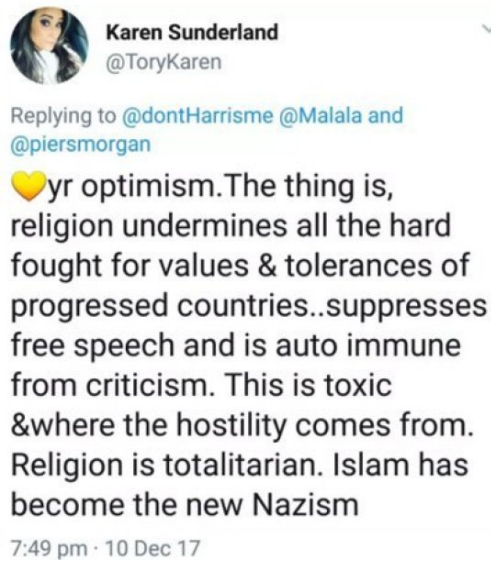 Karen Sunderland
@ToryKaren
Replying to @dontHarrisme @Malala and
@piersmorgan
💛yr optimism.The thing is,
religion undermines all the hard
fought for values & tolerances of
progressed countries..suppresses
free speech and is auto immune
from criticism. This is toxic
&where the hostility comes from.
Religion is totalitarian. Islam has
become the new Nazism
7:49 pm · 10 Dec 17